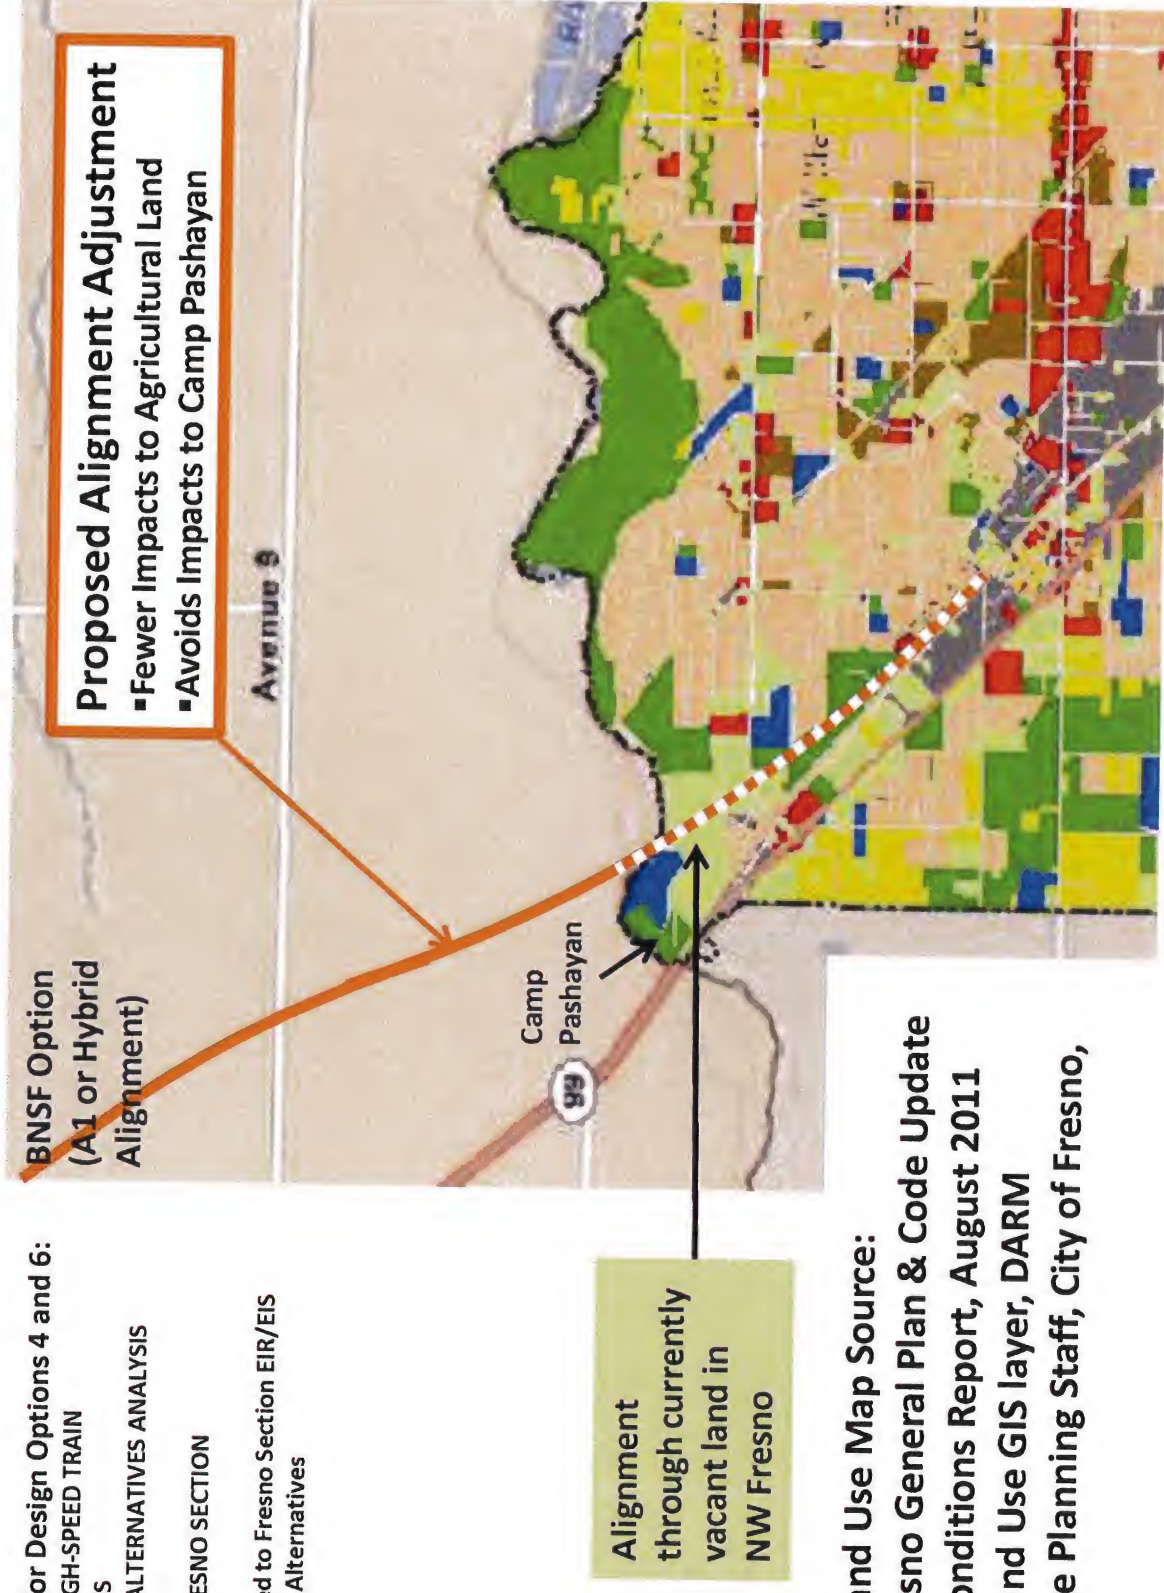 or Design Options 4 and 6:
GH-SPEED TRAIN
S
ALTERNATIVES ANALYSIS
ESNO SECTION
ed to Fresno Section EIR/EIS
Alternatives
BNSF Option
(A1 or Hybrid
Alignment)
Proposed Alignment Adjustment
▪Fewer Impacts to Agricultural Land
▪Avoids Impacts to Camp Pashayan
Avenue 9
Camp
Pashayan
99
Alignment
through currently
vacant land in
NW Fresno
and Use Map Source:
sno General Plan & Code Update
onditions Report, August 2011
nd Use GIS layer, DARM
e Planning Staff, City of Fresno,